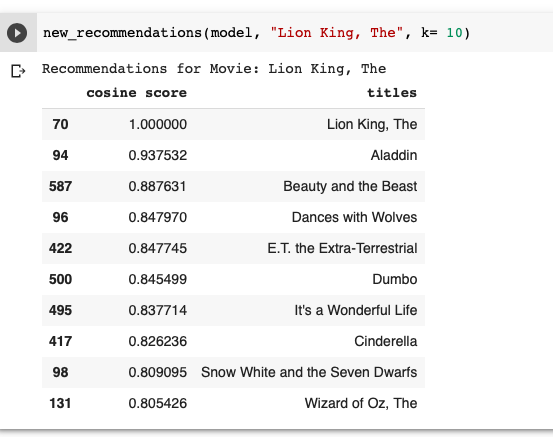 new_recommendations(model, "Lion King, The", k= 10)
Recommendations for Movie: Lion King, The
cosine score titles
70 1.000000 Lion King, The
94 0.937532 Aladdin
587 0.887631 Beauty and the Beast
96 0.847970 Dances with Wolves
422 0.847745 E.T. the Extra-Terrestrial
500 0.845499 Dumbo
495 0.837714 It's a Wonderful Life
417 0.826236 Cinderella
98 0.809095 Snow White and the Seven Dwarfs
131 0.805426 Wizard of Oz, The